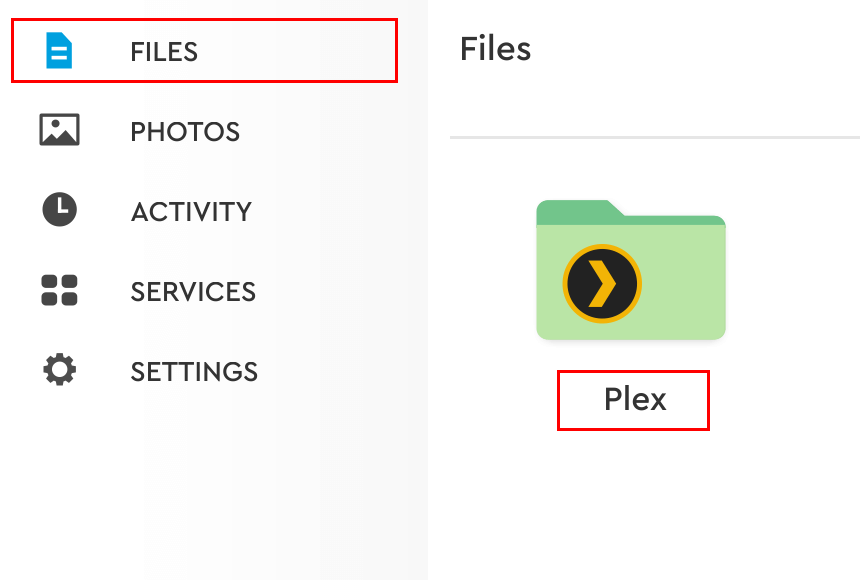 FILES
PHOTOS
ACTIVITY
SERVICES
SETTINGS
Files
Plex